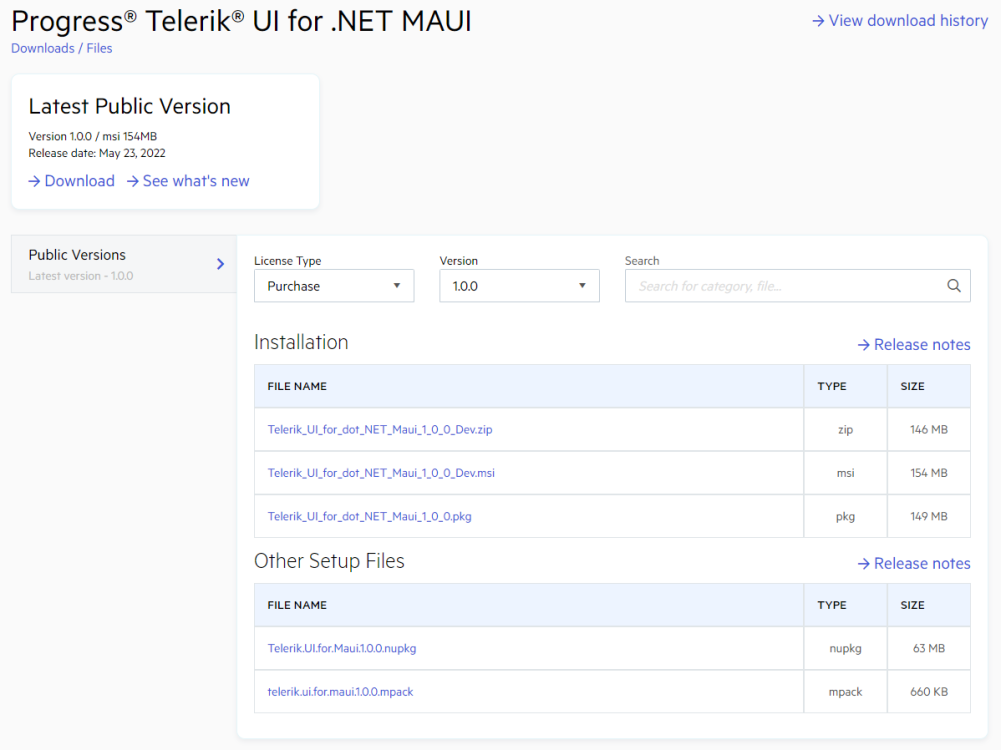 Progress® Telerik® UI for .NET MAUI
→ View download history
Downloads / Files
Latest Public Version
Version 1.0.0 / msi 154MB
Release date: May 23, 2022
→ Download → See what's new
Public Versions
Latest version - 1.0.0
License Type Version Search
Purchase 1.0.0 Search for category, file...
Installation → Release notes
FILE NAME TYPE SIZE
Telerik_UI_for_dot_NET_Maui_1_0_0_Dev.zip zip 146 MB
Telerik_UI_for_dot_NET_Maui_1_0_0_Dev.msi msi 154 MB
Telerik_UI_for_dot_NET_Maui_1_0_0.pkg pkg 149 MB
Other Setup Files → Release notes
FILE NAME TYPE SIZE
Telerik.UI.for.Maui.1.0.0.nupkg nupkg 63 MB
telerik.ui.for.maui.1.0.0.mpack mpack 660 KB